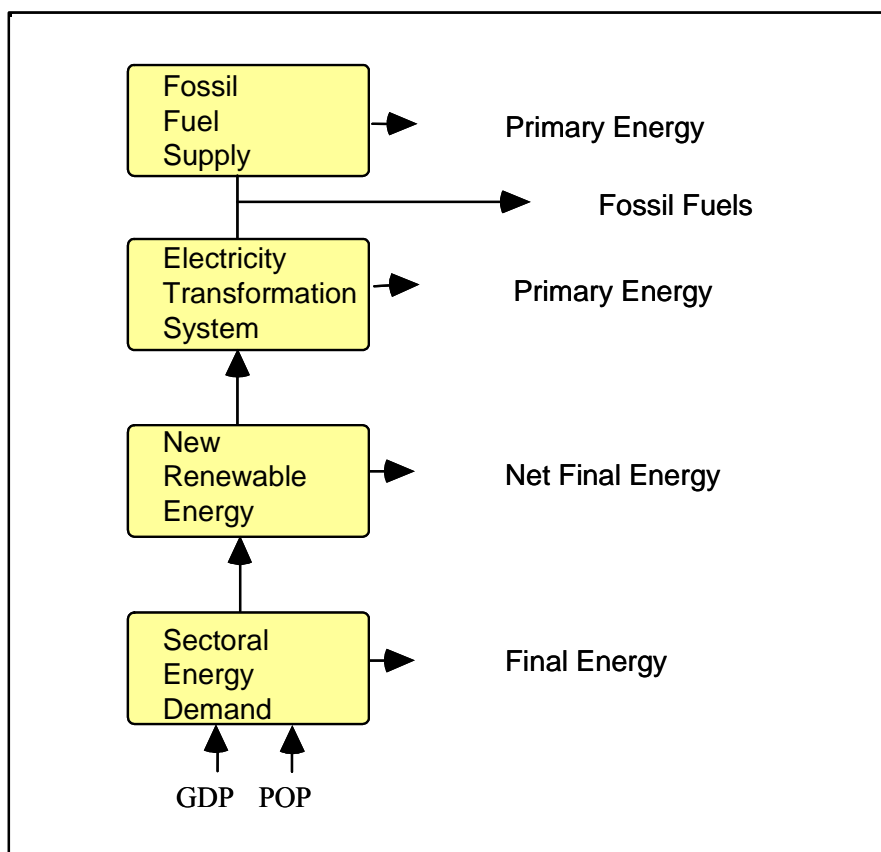 Fossil
Fuel
Supply
Primary Energy
Fossil Fuels
Electricity
Transformation
System
Primary Energy
New
Renewable
Energy
Net Final Energy
Sectoral
Energy
Demand
Final Energy
GDP POP